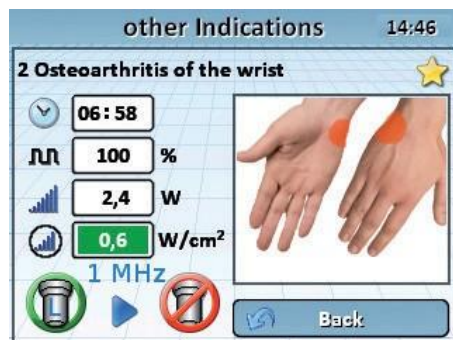 other Indications 14:46
2 Osteoarthritis of the wrist
06:58
100 %
2,4 W
0,6 W/cm²
1 MHz
L
Back